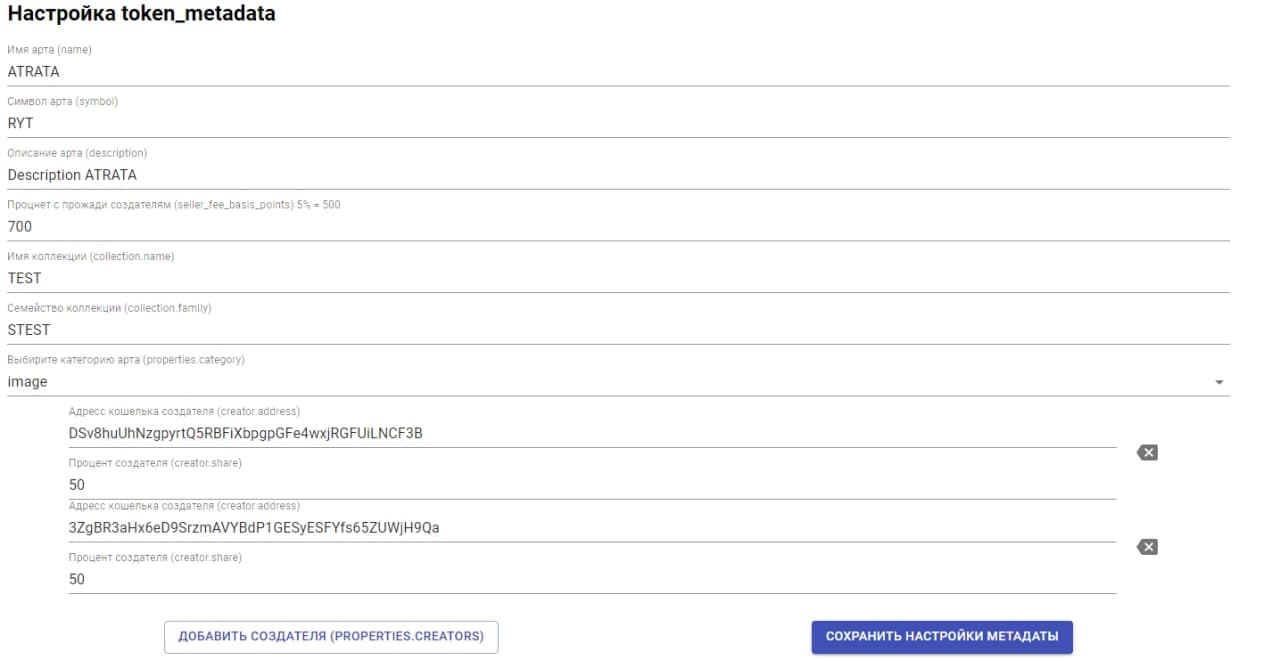 Настройка token_metadata
Имя арта (name)
ATRATA
Символ арта (symbol)
RYT
Описание арта (description)
Description ATRATA
Процнет с прожади создателям (seller_fee_basis_points) 5% = 500
700
Имя коллекции (collection.name)
TEST
Семейство коллекции (collection.family)
STEST
Выбирите категорию арта (properties.category)
image
Адресс кошелька создателя (creator.address)
DSv8huUhNzgpyrtQ5RBFiXbpgpGFe4wxjRGFUiLNCF3B
Процент создателя (creator.share)
50
Адресс кошелька создателя (creator.address)
3ZgBR3aHx6eD9SrzmAVYBdP1GESyESFYfs65ZUWjH9Qa
Процент создателя (creator.share)
50
ДОБАВИТЬ СОЗДАТЕЛЯ (PROPERTIES.CREATORS)
СОХРАНИТЬ НАСТРОЙКИ МЕТАДАТЫ